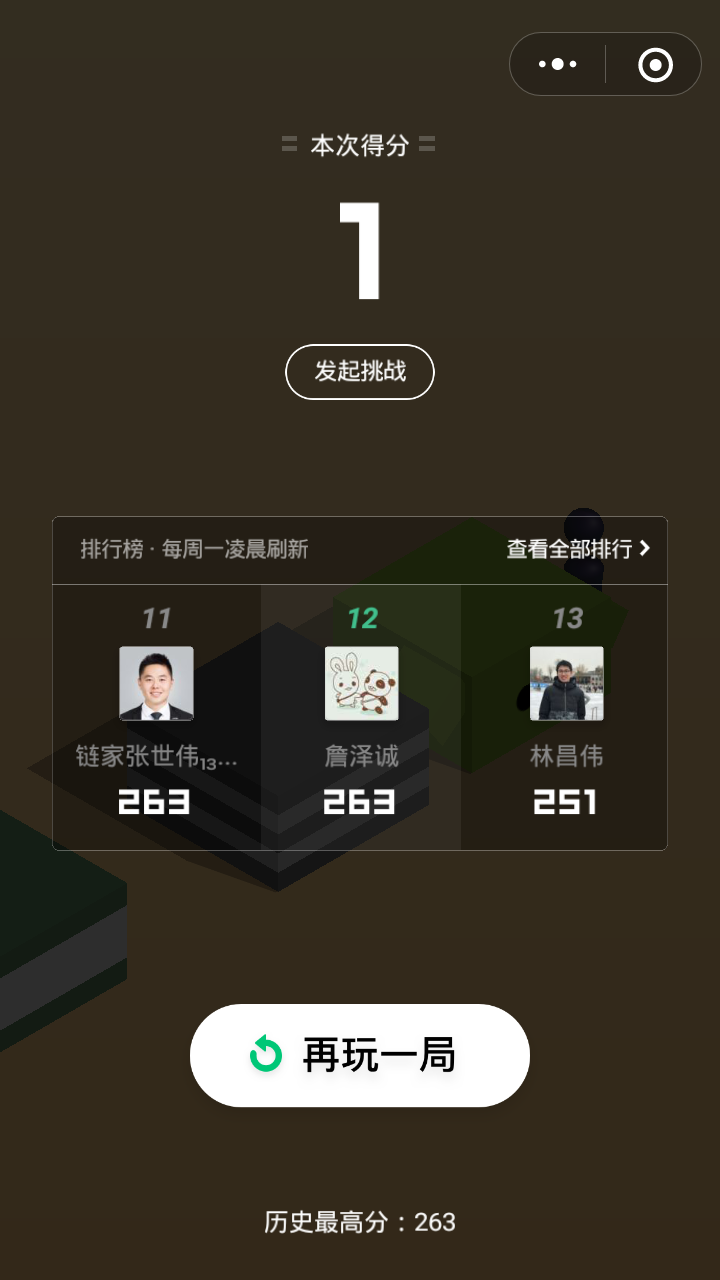 本次得分
1
发起挑战
排行榜 · 每周一凌晨刷新
查看全部排行
11
12
13
链家张世伟13...
詹泽诚
林昌伟
263
263
251
再玩一局
历史最高分：263